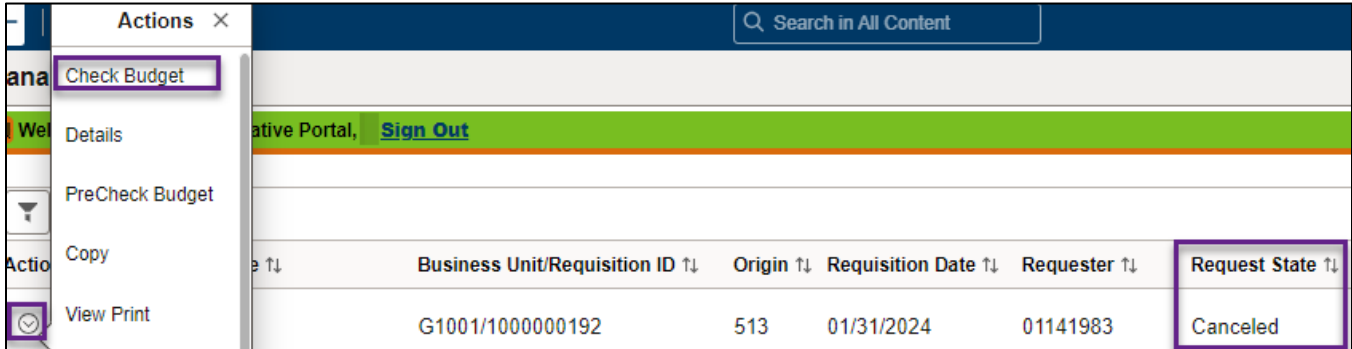 Actions ×
Search in All Content
ana
Check Budget
Wel
ative Portal, Sign Out
Details
PreCheck Budget
Copy
Actio
e ↑↓ Business Unit/Requisition ID ↑↓ Origin ↑↓ Requisition Date ↑↓ Requester ↑↓ Request State ↑↓
View Print
G1001/1000000192 513 01/31/2024 01141983 Canceled